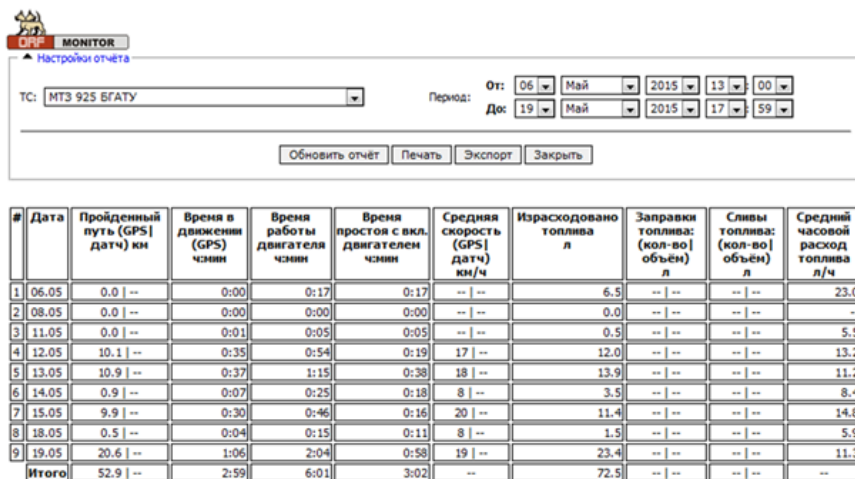 ORF MONITOR
Настройки отчёта
ТС: МТЗ 925 БГАТУ
Период: От: 06 Май 2015 13 : 00
До: 19 Май 2015 17 : 59
Обновить отчёт Печать Экспорт Закрыть
# Дата Пройденный Время в Время Время Средняя Израсходовано Заправки Сливы Средний
путь (GPS| движении работы простоя с вкл. скорость топлива топлива: топлива: часовой
датч) км (GPS) двигателя двигателем (GPS| л (кол-во| (кол-во| расход
ч:мин ч:мин ч:мин датч) объём) объём) топлива
км/ч л л л/ч
1 06.05 0.0 | -- 0:00 0:17 0:17 -- | -- 6.5 -- | -- -- | -- 23.0
2 08.05 0.0 | -- 0:00 0:00 0:00 -- | -- 0.0 -- | -- -- | -- --
3 11.05 0.0 | -- 0:01 0:05 0:05 -- | -- 0.5 -- | -- -- | -- 5.9
4 12.05 10.1 | -- 0:35 0:54 0:19 17 | -- 12.0 -- | -- -- | -- 13.2
5 13.05 10.9 | -- 0:37 1:15 0:38 18 | -- 13.9 -- | -- -- | -- 11.2
6 14.05 0.9 | -- 0:07 0:25 0:18 8 | -- 3.5 -- | -- -- | -- 8.4
7 15.05 9.9 | -- 0:30 0:46 0:16 20 | -- 11.4 -- | -- -- | -- 14.8
8 18.05 0.5 | -- 0:04 0:15 0:11 8 | -- 1.5 -- | -- -- | -- 5.9
9 19.05 20.6 | -- 1:06 2:04 0:58 19 | -- 23.4 -- | -- -- | -- 11.3
Итого 52.9 | -- 2:59 6:01 3:02 -- 72.5 -- | -- -- | -- --